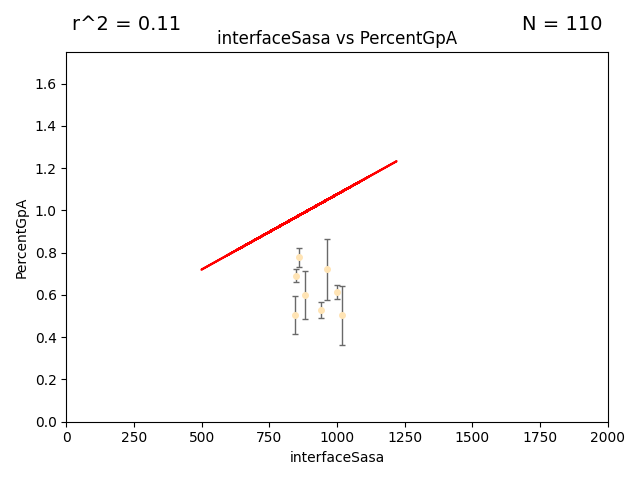 r^2 = 0.11
N = 110
interfaceSasa vs PercentGpA
PercentGpA
1.6
1.4
1.2
1.0
0.8
0.6
0.4
0.2
0.0
0 250 500 750 1000 1250 1500 1750 2000
interfaceSasa